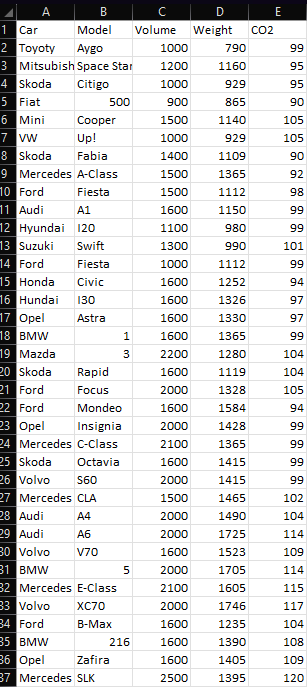 A B C D E
1 Car Model Volume Weight CO2
2 Toyoty Aygo 1000 790 99
3 Mitsubish Space Star 1200 1160 95
4 Skoda Citigo 1000 929 95
5 Fiat 500 900 865 90
6 Mini Cooper 1500 1140 105
7 VW Up! 1000 929 105
8 Skoda Fabia 1400 1109 90
9 Mercedes A-Class 1500 1365 92
10 Ford Fiesta 1500 1112 98
11 Audi A1 1600 1150 99
12 Hyundai I20 1100 980 99
13 Suzuki Swift 1300 990 101
14 Ford Fiesta 1000 1112 99
15 Honda Civic 1600 1252 94
16 Hundai I30 1600 1326 97
17 Opel Astra 1600 1330 97
18 BMW 1 1600 1365 99
19 Mazda 3 2200 1280 104
20 Skoda Rapid 1600 1119 104
21 Ford Focus 2000 1328 105
22 Ford Mondeo 1600 1584 94
23 Opel Insignia 2000 1428 99
24 Mercedes C-Class 2100 1365 99
25 Skoda Octavia 1600 1415 99
26 Volvo S60 2000 1415 99
27 Mercedes CLA 1500 1465 102
28 Audi A4 2000 1490 104
29 Audi A6 2000 1725 114
30 Volvo V70 1600 1523 109
31 BMW 5 2000 1705 114
32 Mercedes E-Class 2100 1605 115
33 Volvo XC70 2000 1746 117
34 Ford B-Max 1600 1235 104
35 BMW 216 1600 1390 108
36 Opel Zafira 1600 1405 109
37 Mercedes SLK 2500 1395 120